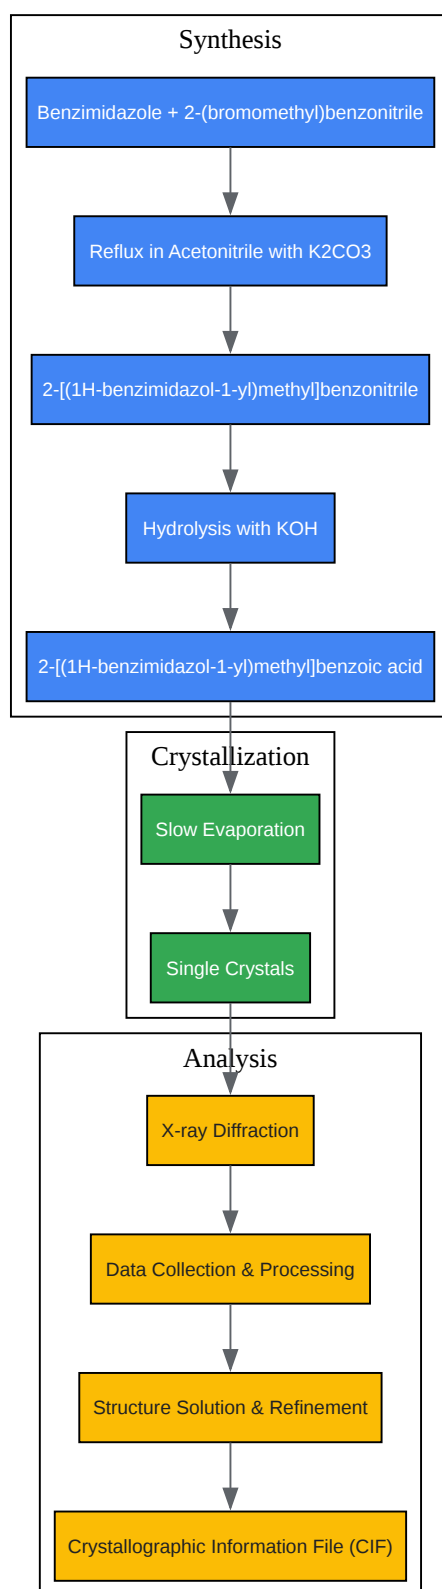 Synthesis
Benzimidazole + 2-(bromomethyl)benzonitrile
Reflux in Acetonitrile with K2CO3
2-[(1H-benzimidazol-1-yl)methyl]benzonitrile
Hydrolysis with KOH
2-[(1H-benzimidazol-1-yl)methyl]benzoic acid
Crystallization
Slow Evaporation
Single Crystals
Analysis
X-ray Diffraction
Data Collection & Processing
Structure Solution & Refinement
Crystallographic Information File (CIF)